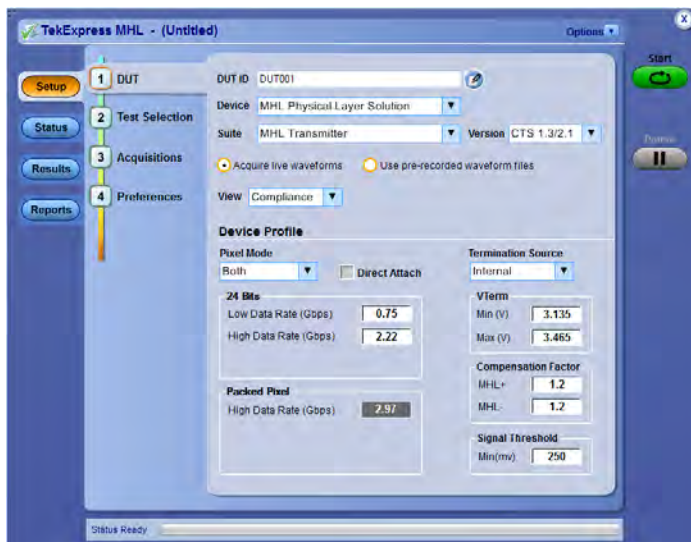 TekExpress MHL - (Untitled)
Options
X
Setup
Status
Results
Reports
1 DUT
2 Test Selection
3 Acquisitions
4 Preferences
DUT ID DUT001
Device MHL Physical Layer Solution
Suite MHL Transmitter Version CTS 1.3/2.1
Acquire live waveforms Use pre-recorded waveform files
View Compliance
Device Profile
Pixel Mode
Both
Direct Attach
24 Bits
Low Data Rate (Gbps) 0.75
High Data Rate (Gbps) 2.22
Packed Pixel
High Data Rate (Gbps) 2.97
Termination Source
Internal
VTerm
Min (V) 3.135
Max (V) 3.465
Compensation Factor
MHL+ 1.2
MHL- 1.2
Signal Threshold
Min(mv) 250
Start
Pause
Status Ready